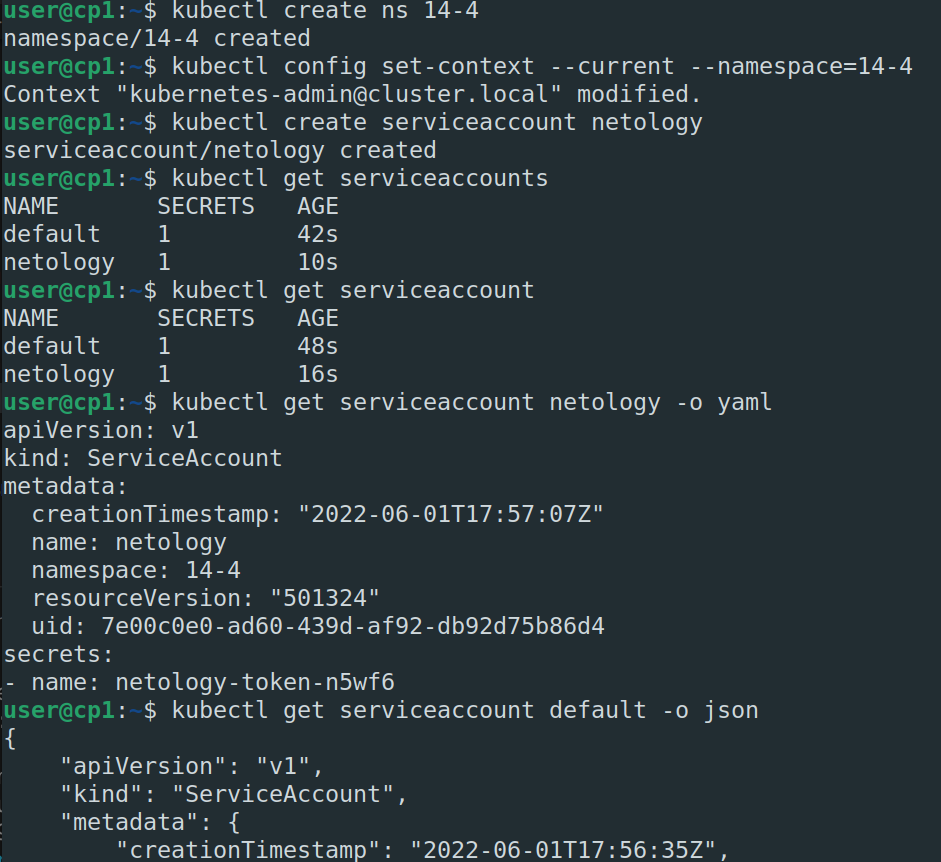 user@cp1:~$ kubectl create ns 14-4
namespace/14-4 created
user@cp1:~$ kubectl config set-context --current --namespace=14-4
Context "kubernetes-admin@cluster.local" modified.
user@cp1:~$ kubectl create serviceaccount netology
serviceaccount/netology created
user@cp1:~$ kubectl get serviceaccounts
NAME       SECRETS   AGE
default    1         42s
netology   1         10s
user@cp1:~$ kubectl get serviceaccount
NAME       SECRETS   AGE
default    1         48s
netology   1         16s
user@cp1:~$ kubectl get serviceaccount netology -o yaml
apiVersion: v1
kind: ServiceAccount
metadata:
  creationTimestamp: "2022-06-01T17:57:07Z"
  name: netology
  namespace: 14-4
  resourceVersion: "501324"
  uid: 7e00c0e0-ad60-439d-af92-db92d75b86d4
secrets:
- name: netology-token-n5wf6
user@cp1:~$ kubectl get serviceaccount default -o json
{
    "apiVersion": "v1",
    "kind": "ServiceAccount",
    "metadata": {
        "creationTimestamp": "2022-06-01T17:56:35Z",